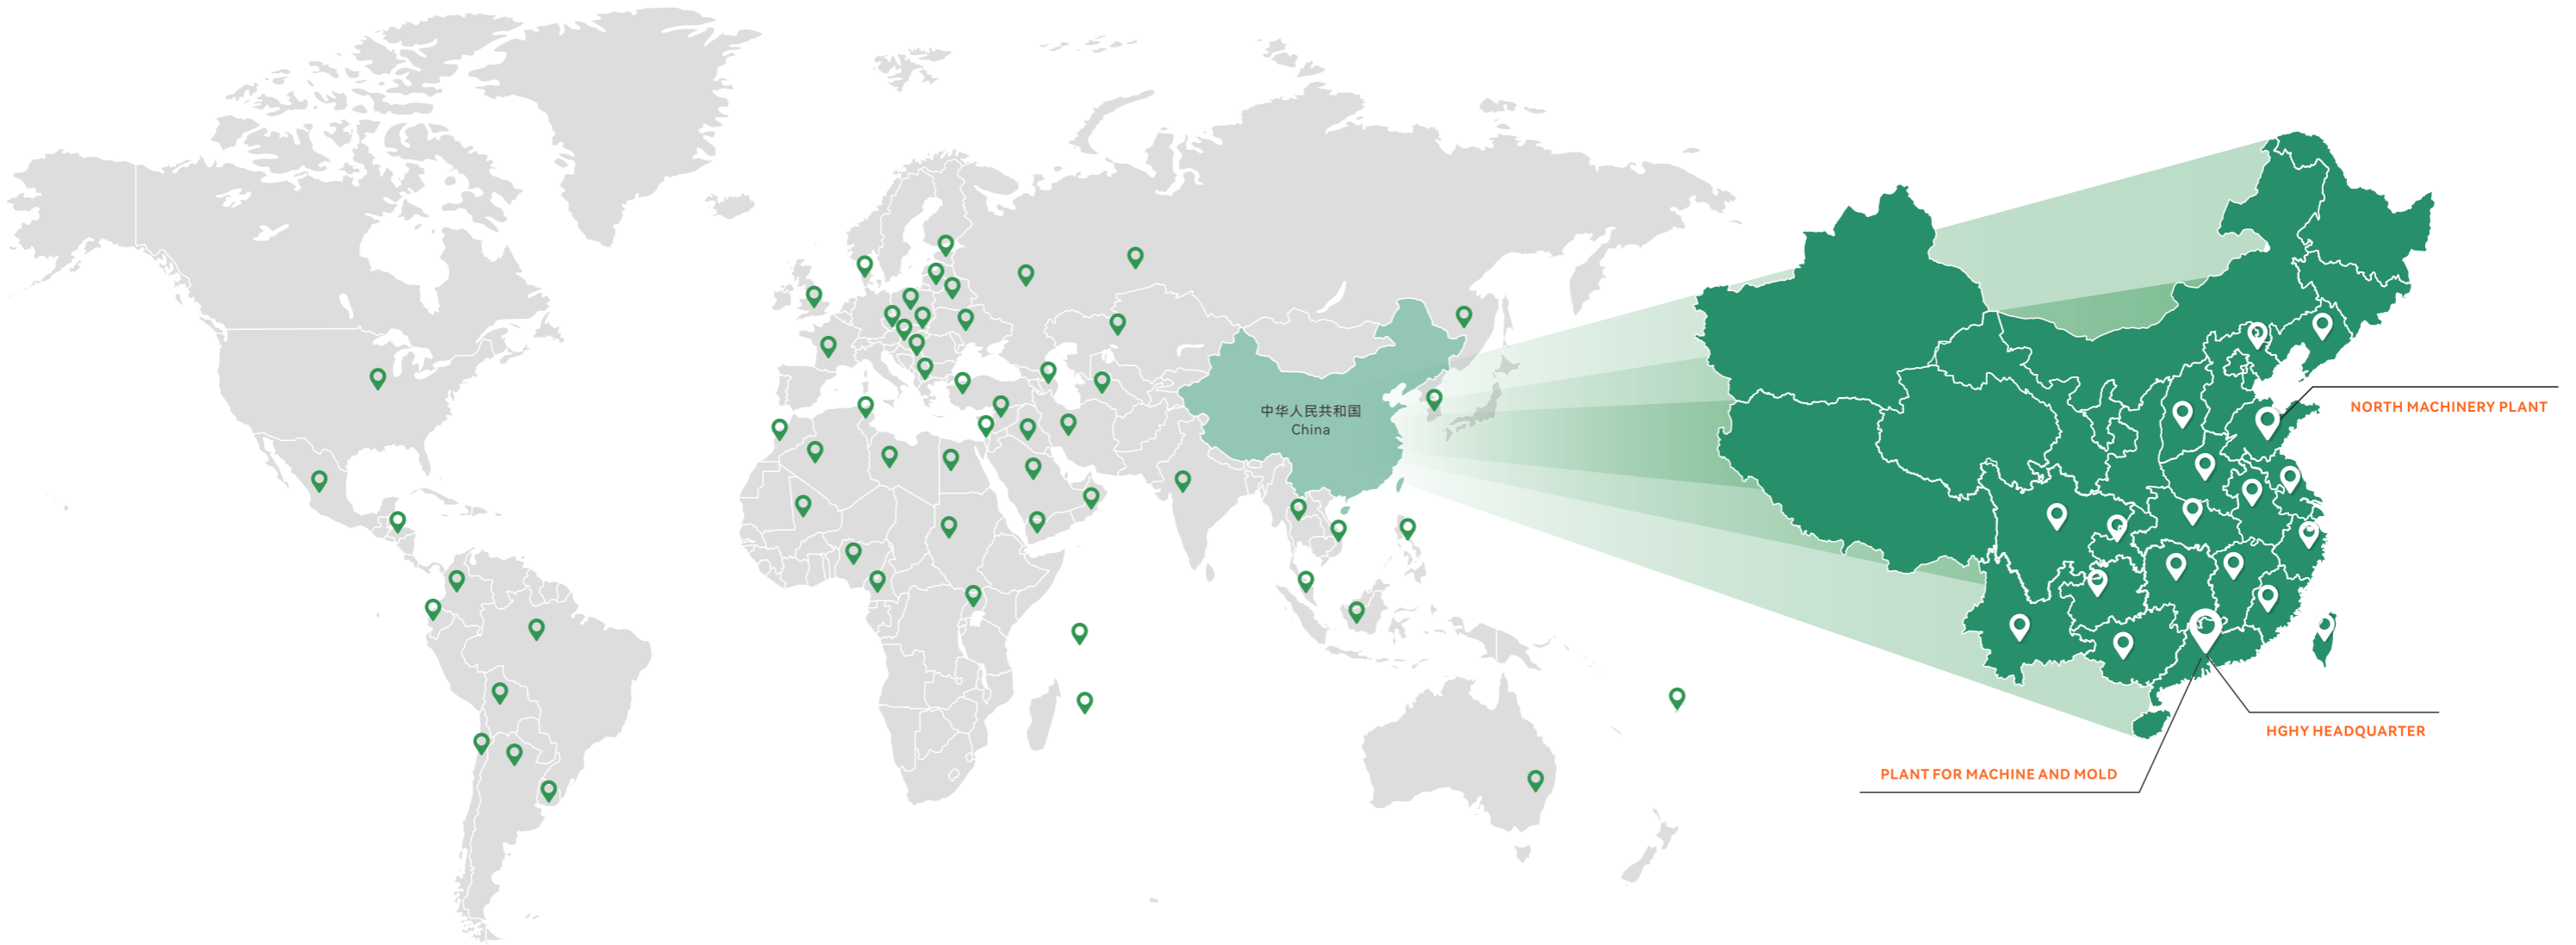 中华人民共和国
China
NORTH MACHINERY PLANT
HGHY HEADQUARTER
PLANT FOR MACHINE AND MOLD